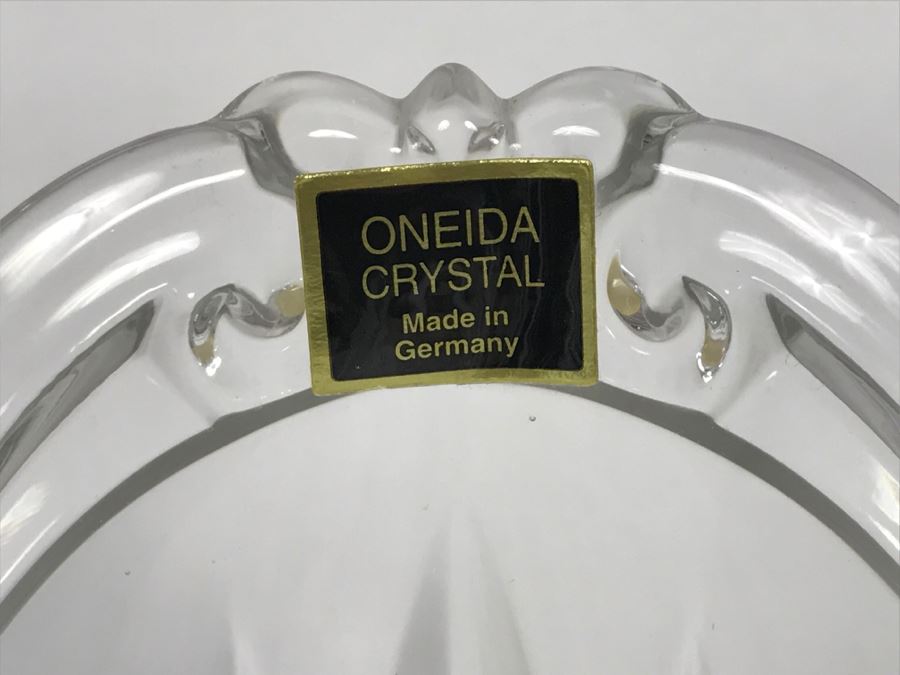 ONEIDA
CRYSTAL
Made in
Germany